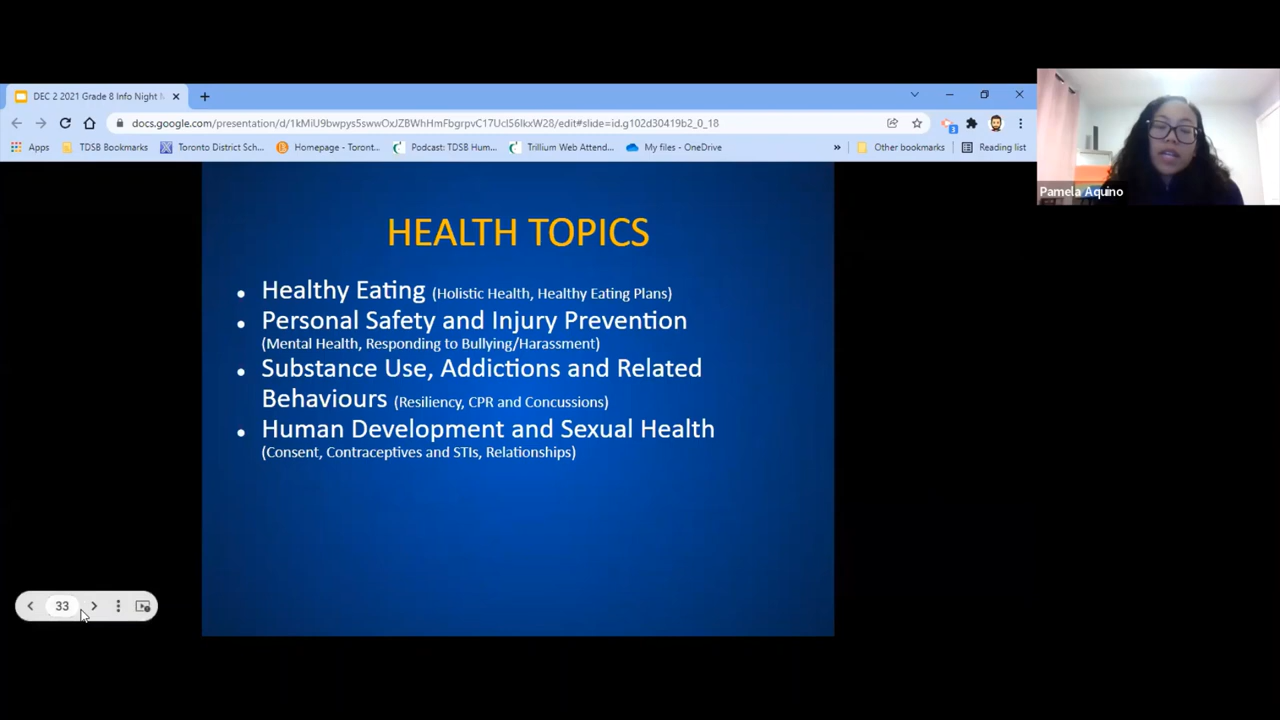 DEC 2 2021 Grade 8 Info Night
docs.google.com/presentation/d/1kMiU9bwpys5swwOxJZBWhHmFbgrpvC17UcI56IkxW28/edit#slide=id.g102d30419b2_0_18
3
Apps TDSB Bookmarks Toronto District Sch... Homepage - Toront... Podcast: TDSB Hum... Trillium Web Attend... My files - OneDrive » Other bookmarks Reading list
Pamela Aquino
HEALTH TOPICS
• Healthy Eating (Holistic Health, Healthy Eating Plans)
• Personal Safety and Injury Prevention
(Mental Health, Responding to Bullying/Harassment)
• Substance Use, Addictions and Related
Behaviours (Resiliency, CPR and Concussions)
• Human Development and Sexual Health
(Consent, Contraceptives and STIs, Relationships)
33